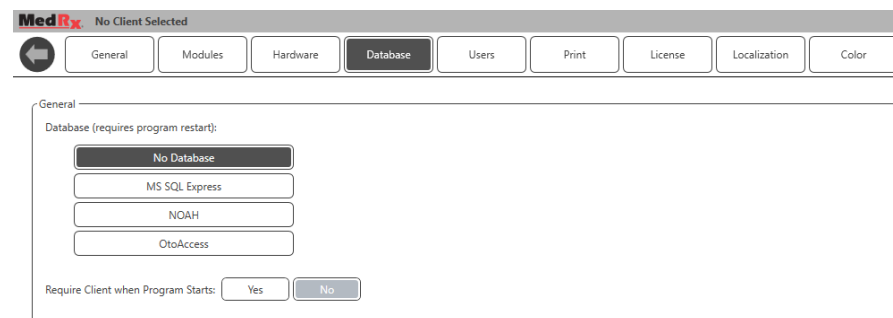 MedRx No Client Selected
General Modules Hardware Database Users Print License Localization Color
General
Database (requires program restart):
No Database
MS SQL Express
NOAH
OtoAccess
Require Client when Program Starts: Yes No